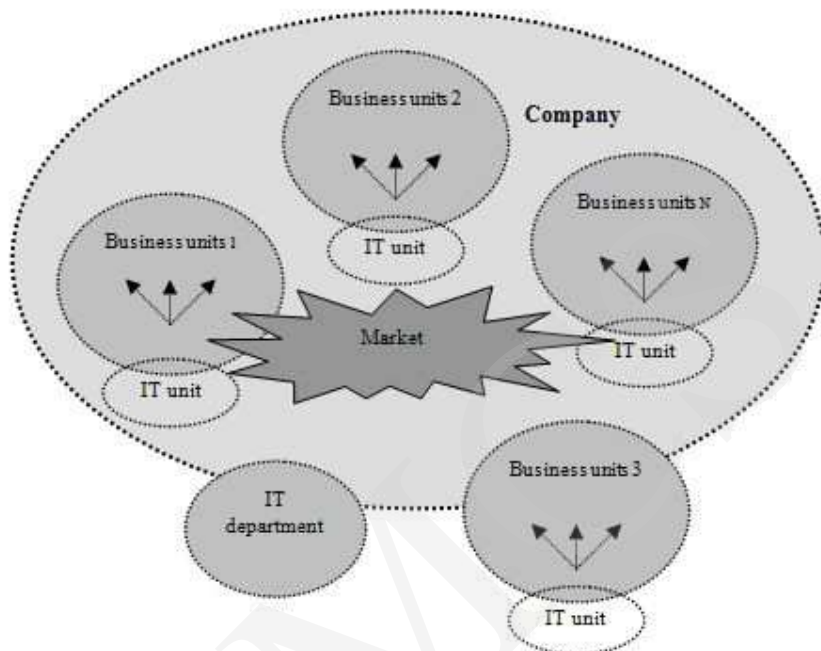 Business units 2
Company
Business units N
IT unit
Business units 1
Market
IT unit
IT unit
Business units 3
IT
department
IT unit